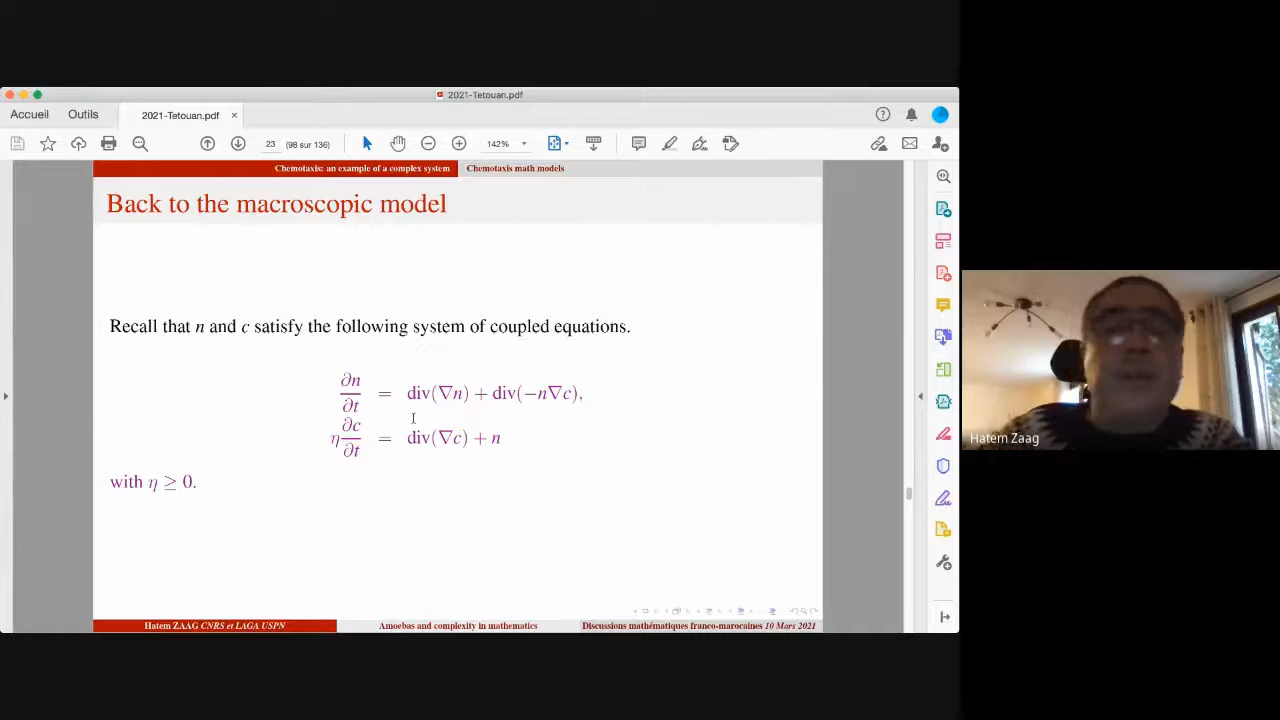 2021-Tetouan.pdf
Accueil Outils 2021-Tetouan.pdf ×
23 (98 sur 136) 142%
Chemotaxis: an example of a complex system Chemotaxis math models
Back to the macroscopic model
Recall that n and c satisfy the following system of coupled equations.
∂n/∂t = div(∇n) + div(−n∇c),
η ∂c/∂t = div(∇c) + n
with η ≥ 0.
Hatem ZAAG CNRS et LAGA USPN Amoebas and complexity in mathematics Discussions mathématiques franco-marocaines 10 Mars 2021
Hatem Zaag